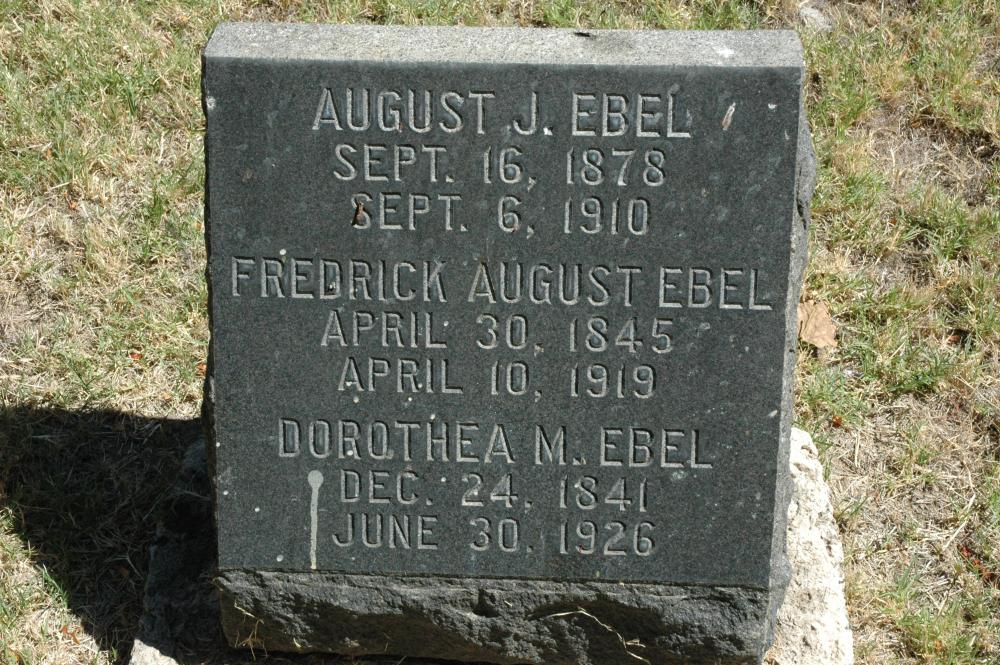 AUGUST J. EBEL
SEPT. 16, 1878
SEPT. 6, 1910
FREDRICK AUGUST EBEL
APRIL 30, 1845
APRIL 10, 1919
DOROTHEA M. EBEL
DEC. 24, 1841
JUNE 30, 1926